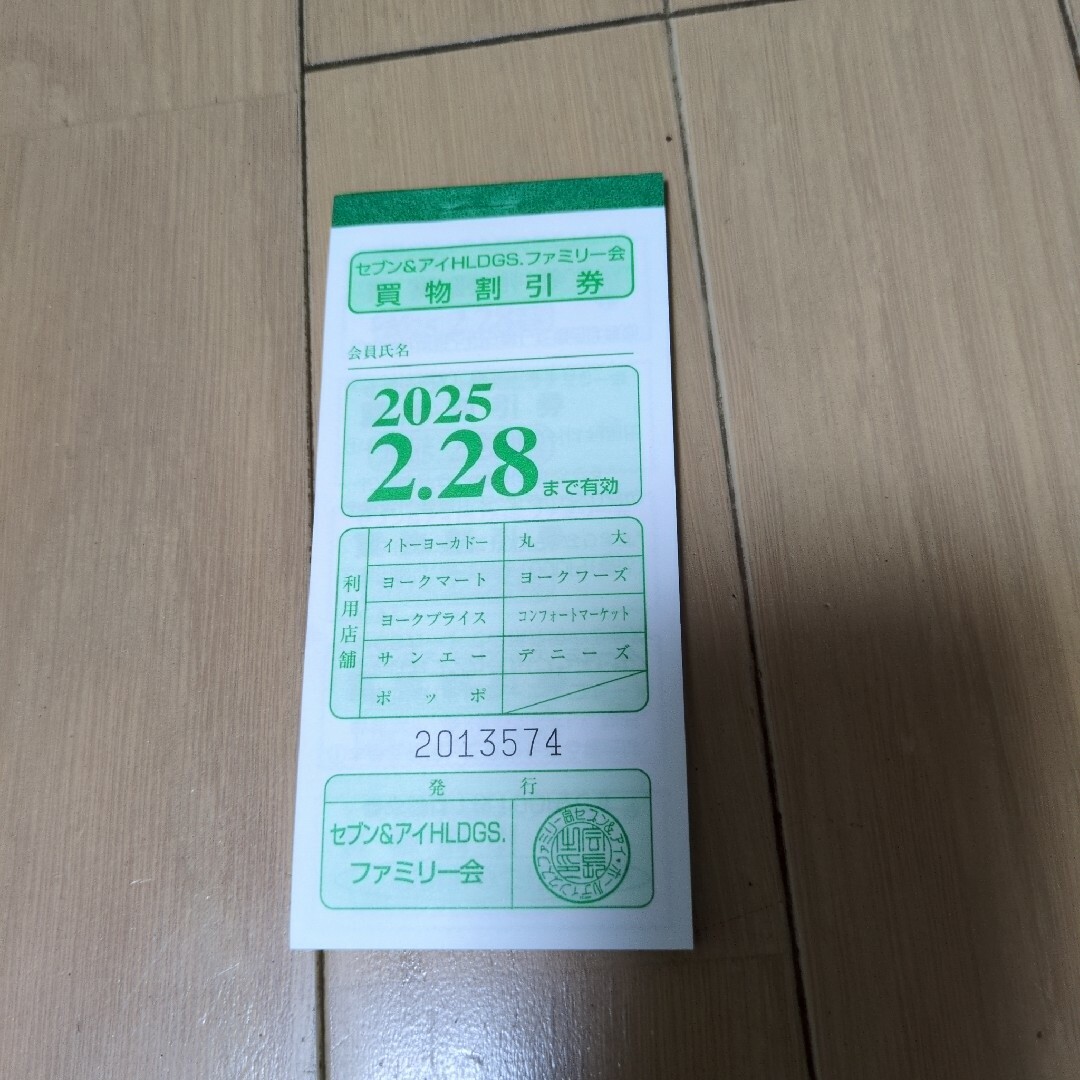 セブン&アイHLDGS.ファミリー会
買物割引券
会員氏名
2025
2.28まで有効
利用店舗
イトーヨーカドー 丸大
ヨークマート ヨークフーズ
ヨークプライス コンフォートマーケット
サンエー デニーズ
ポッポ
2013574
発行
セブン&アイHLDGS.
ファミリー会